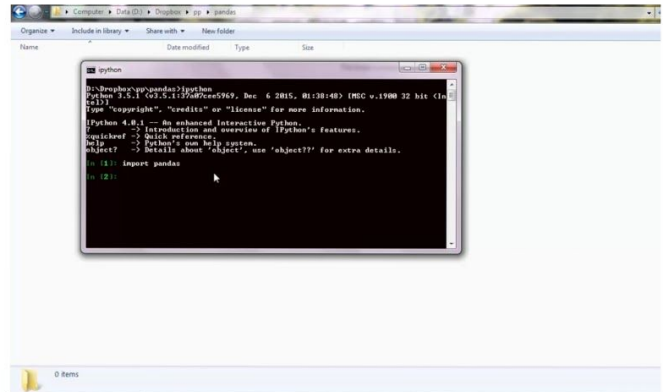 Computer ▸ Data (D:) ▸ Dropbox ▸ pp ▸ pandas
Organize Include in library Share with New folder
Name Date modified Type Size
ipython
D:\Dropbox\pp\pandas>ipython
Python 3.5.1 (v3.5.1:37a07cee5969, Dec  6 2015, 01:38:48) [MSC v.1900 32 bit (In
tel)]
Type "copyright", "credits" or "license" for more information.
IPython 4.0.1 -- An enhanced Interactive Python.
?         -> Introduction and overview of IPython's features.
%quickref -> Quick reference.
help      -> Python's own help system.
object?   -> Details about 'object', use 'object??' for extra details.
In [1]: import pandas
In [2]:
0 items